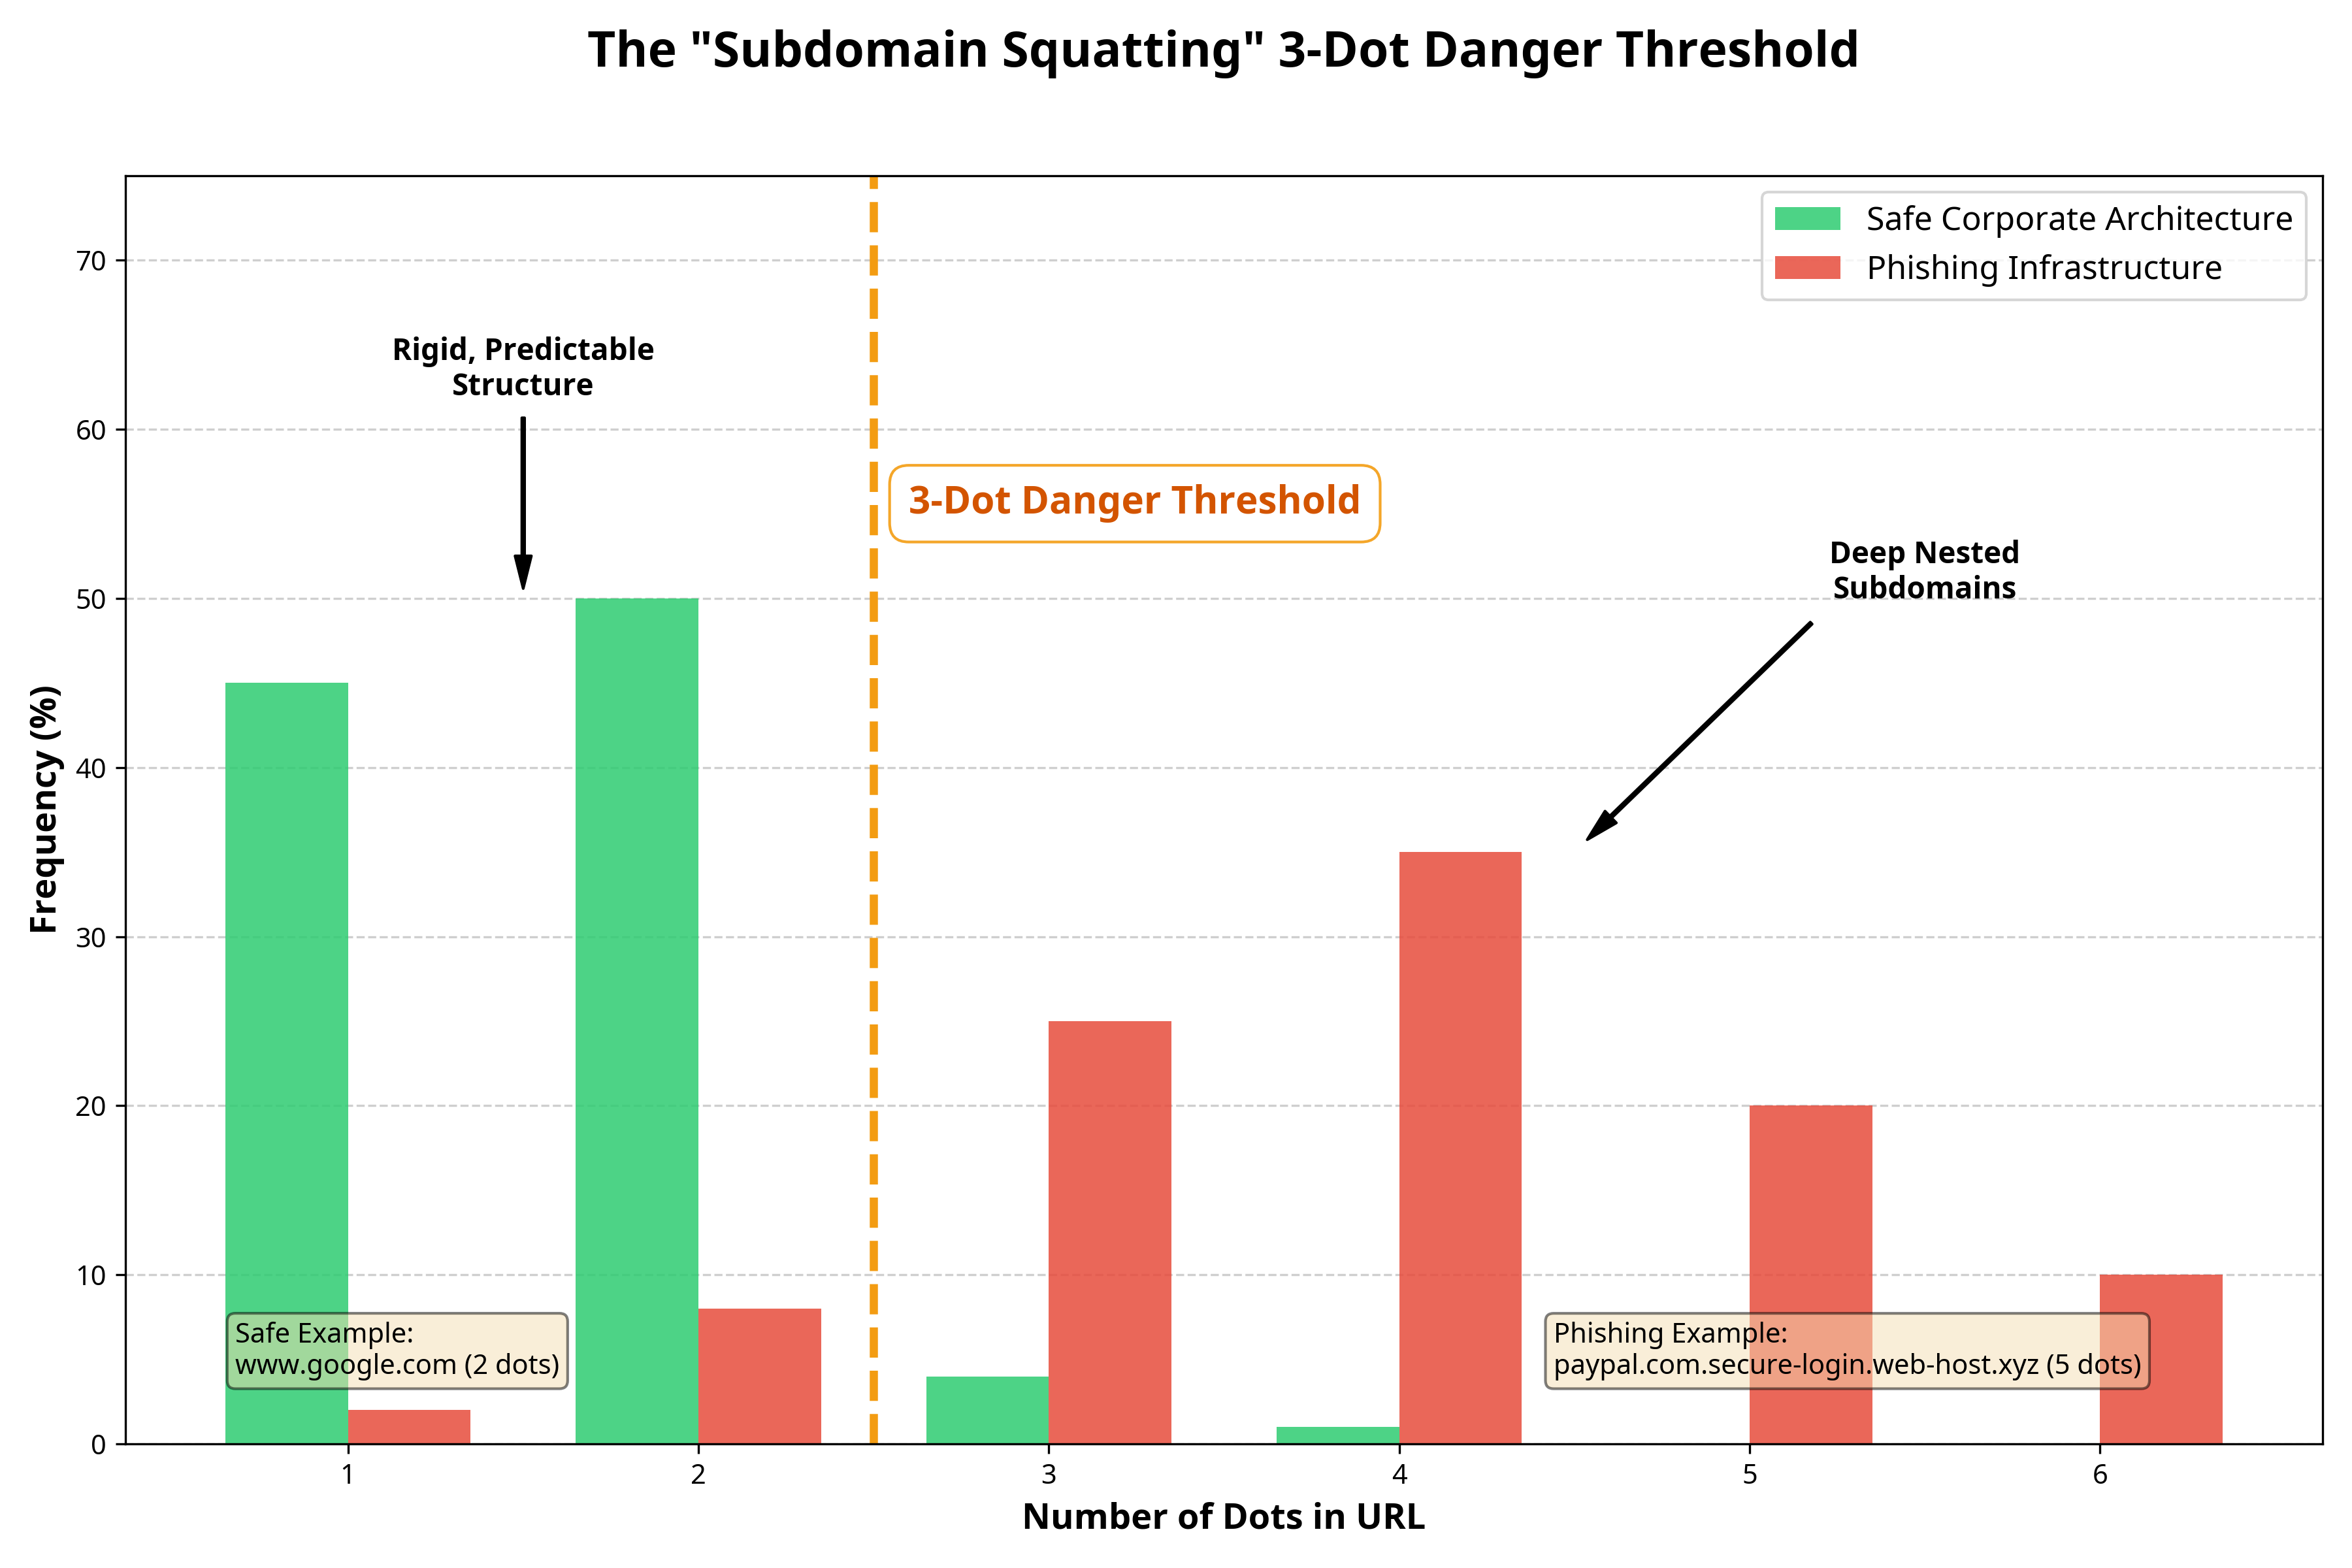 The "Subdomain Squatting" 3-Dot Danger Threshold
Safe Corporate Architecture
Phishing Infrastructure
Rigid, Predictable
Structure
3-Dot Danger Threshold
Deep Nested
Subdomains
Frequency (%)
70
60
50
40
30
20
10
0
Safe Example:
www.google.com (2 dots)
Phishing Example:
paypal.com.secure-login.web-host.xyz (5 dots)
1 2 3 4 5 6
Number of Dots in URL